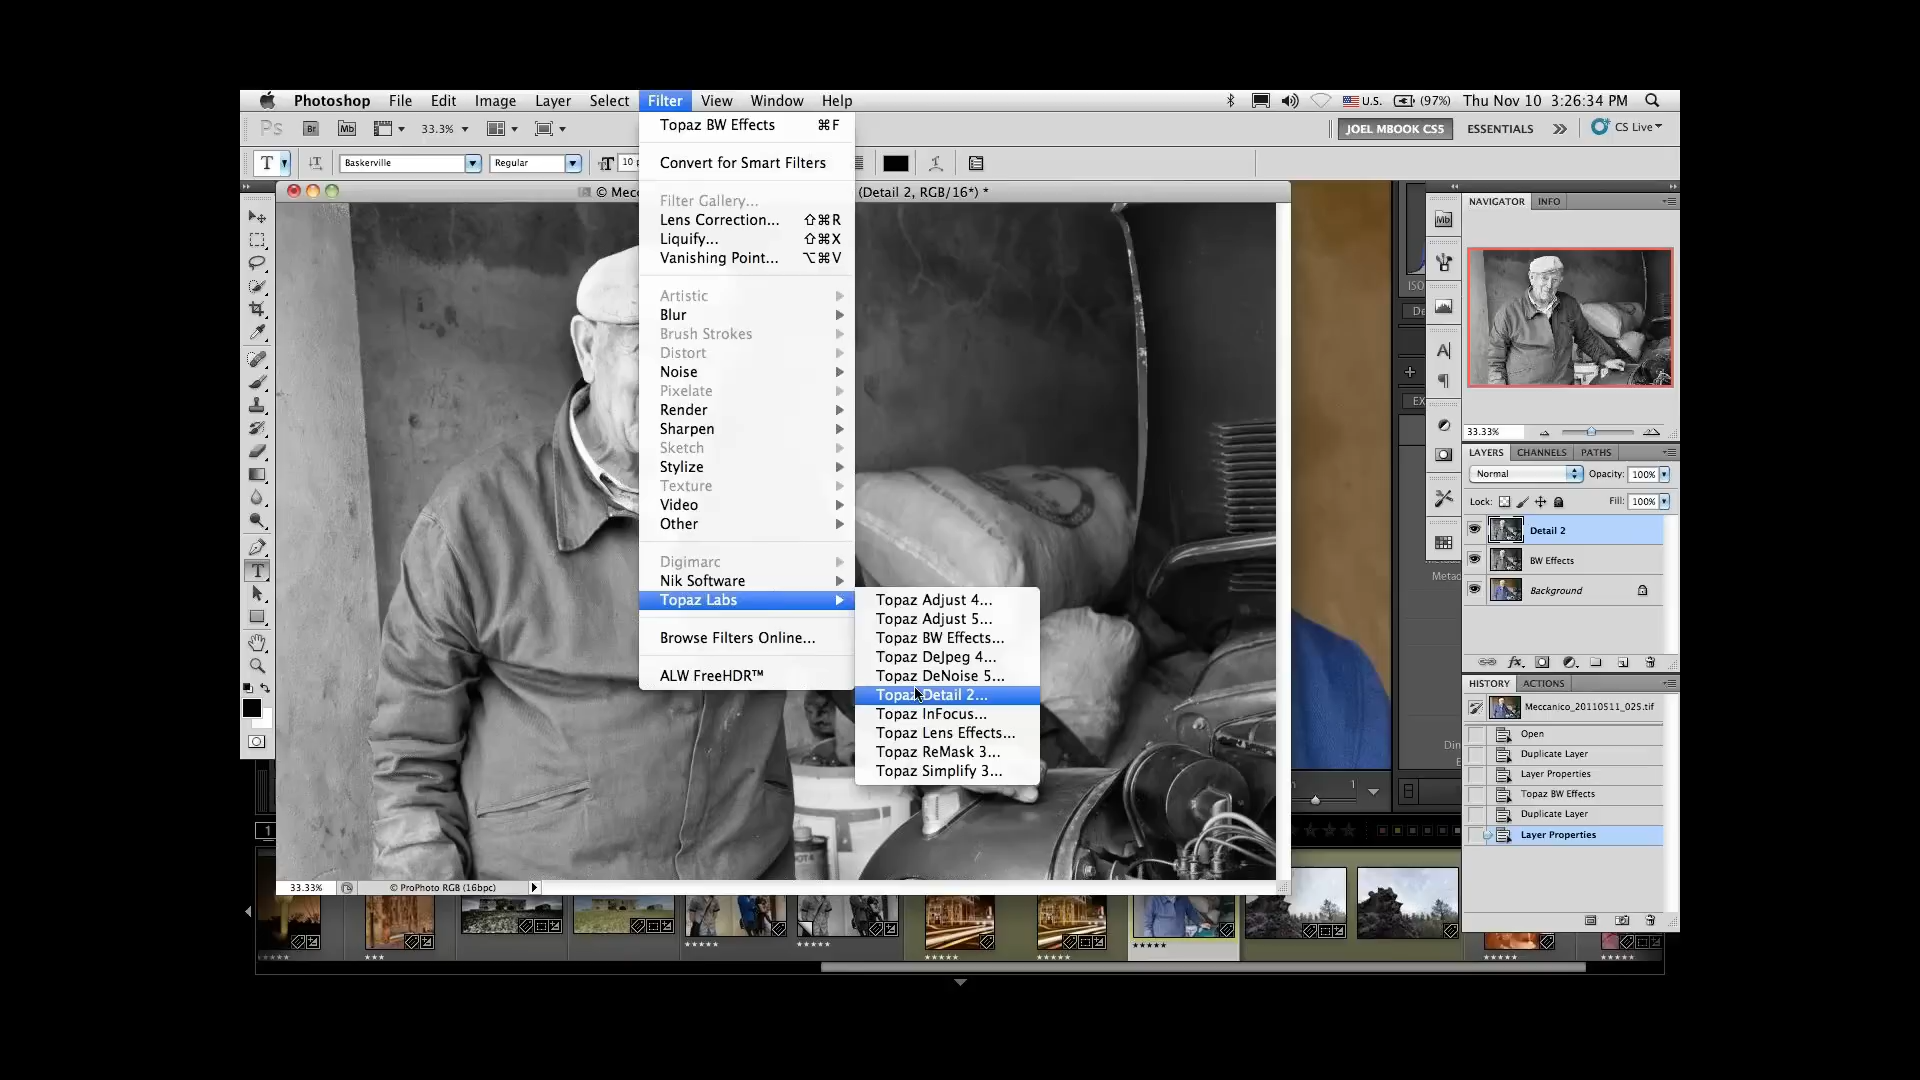 Photoshop File Edit Image Layer Select Filter View Window Help U.S. (97%) Thu Nov 10 3:26:34 PM
Ps Br Mb 33.3% JOEL MBOOK CS5 ESSENTIALS CS Live
T Baskerville Regular T 10
(Detail 2, RGB/16*) *
Topaz BW Effects ⌘F
Convert for Smart Filters
Filter Gallery...
Lens Correction... ⇧⌘R
Liquify... ⇧⌘X
Vanishing Point... ⌥⌘V
Artistic
Blur
Brush Strokes
Distort
Noise
Pixelate
Render
Sharpen
Sketch
Stylize
Texture
Video
Other
Digimarc
Nik Software
Topaz Labs
Browse Filters Online...
ALW FreeHDR™
Topaz Adjust 4...
Topaz Adjust 5...
Topaz BW Effects...
Topaz DeJpeg 4...
Topaz DeNoise 5...
Topaz Detail 2...
Topaz InFocus...
Topaz Lens Effects...
Topaz ReMask 3...
Topaz Simplify 3...
NAVIGATOR INFO
33.33%
LAYERS CHANNELS PATHS
Normal Opacity: 100%
Lock: Fill: 100%
Detail 2
BW Effects
Background
HISTORY ACTIONS
Meccanico_20110511_025.tif
Open
Duplicate Layer
Layer Properties
Topaz BW Effects
Duplicate Layer
Layer Properties
33.33% © ProPhoto RGB (16bpc)